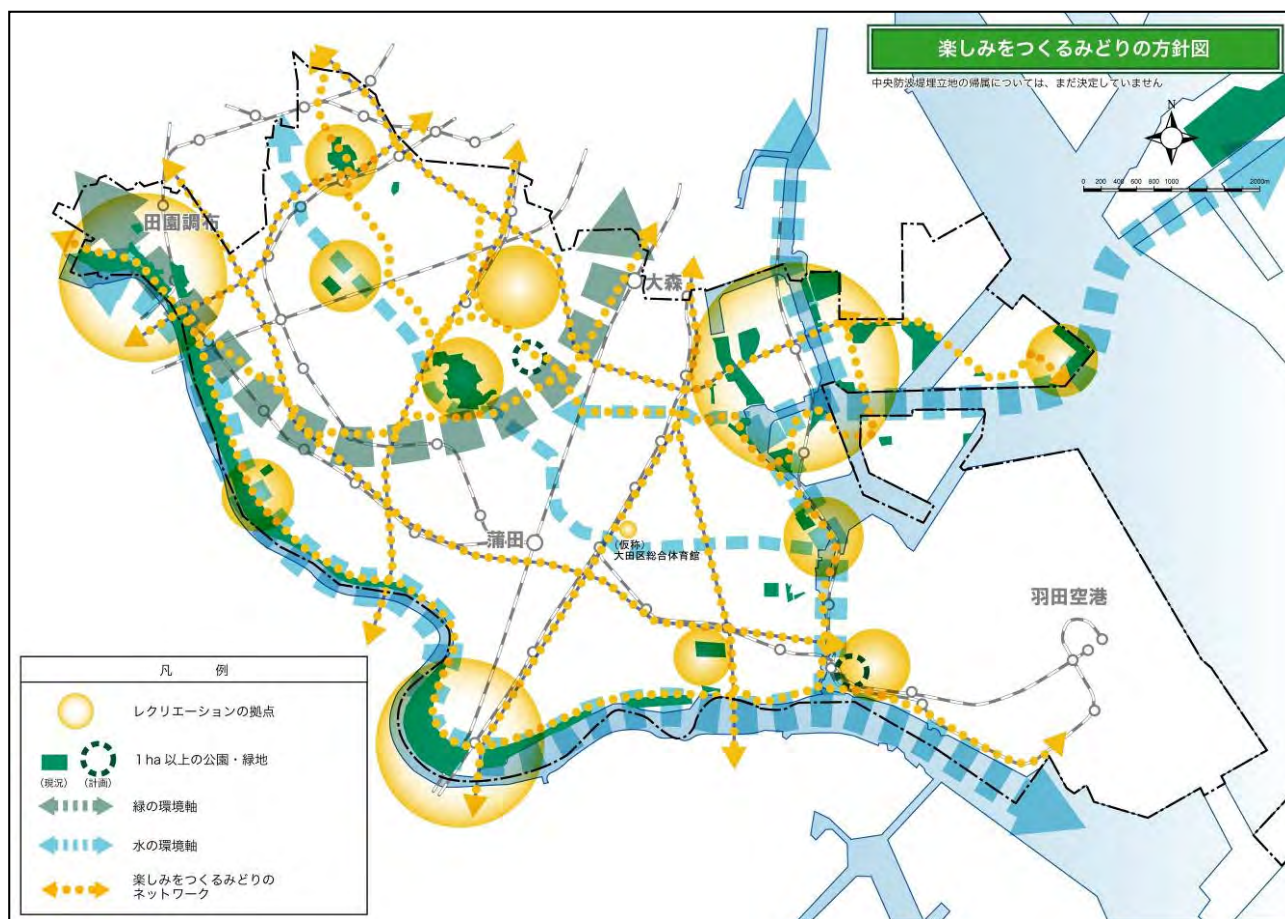 楽しみをつくるみどりの方針図
中央防波堤埋立地の帰属については、まだ決定していません
N
0 200 400 600 800 1000 2000m
田園調布
大森
蒲田
(仮称)
大田区総合体育館
羽田空港
凡 例
レクリエーションの拠点
1ha以上の公園・緑地
(現況) (計画)
緑の環境軸
水の環境軸
楽しみをつくるみどりの
ネットワーク